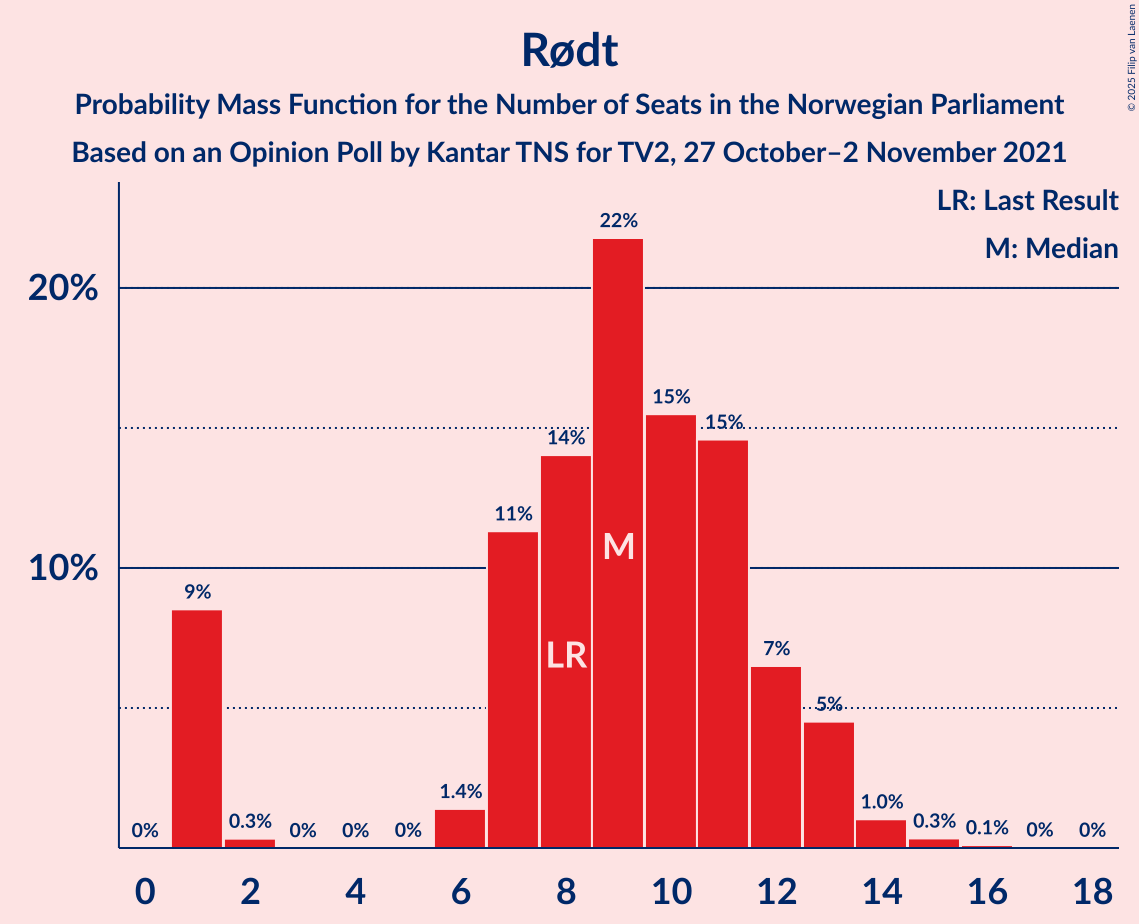 © 2025 Filip van Laenen
Rødt
Probability Mass Function for the Number of Seats in the Norwegian Parliament
Based on an Opinion Poll by Kantar TNS for TV2, 27 October–2 November 2021
LR: Last Result
M: Median
20%
10%
0%
9%
0.3%
0%
0%
0%
1.4%
11%
14%
22%
15%
15%
7%
5%
1.0%
0.3%
0.1%
0%
0%
M
LR
0 2 4 6 8 10 12 14 16 18